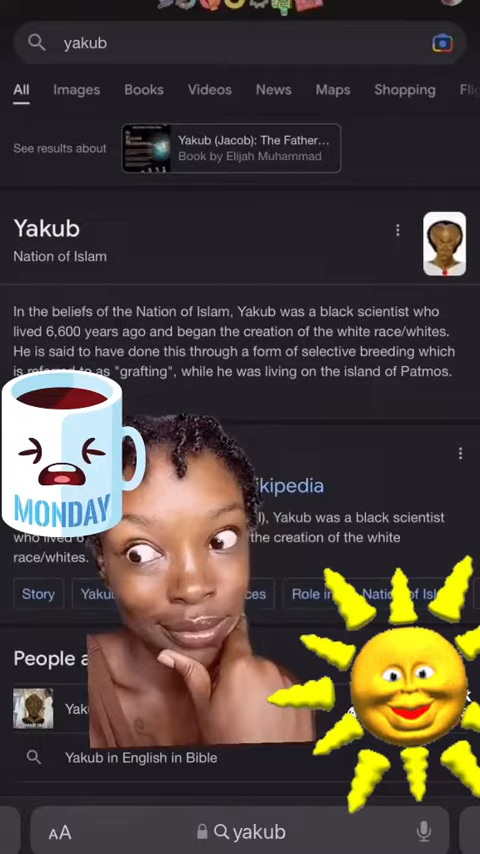 yakub
All Images Books Videos News Maps Shopping
See results about
Yakub (Jacob): The Father...
Book by Elijah Muhammad
Yakub
Nation of Islam
In the beliefs of the Nation of Islam, Yakub was a black scientist who
lived 6,600 years ago and began the creation of the white race/whites.
He is said to have done this through a form of selective breeding which
is referred to as "grafting", while he was living on the island of Patmos.
MONDAY
kipedia
), Yakub was a black scientist
who lived 6 the creation of the white
race/whites.
Story
Role in
People a
Yakub in English in Bible
AA yakub